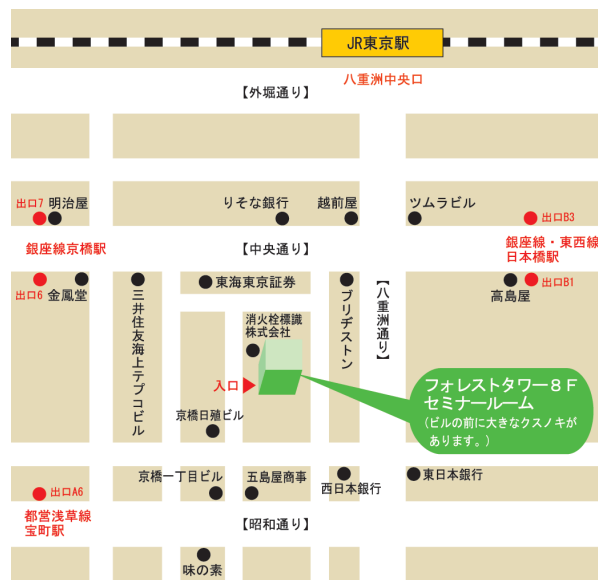 JR東京駅
八重洲中央口
【外堀通り】
出口7
明治屋
りそな銀行
越前屋
ツムラビル
出口B3
銀座線京橋駅
【中央通り】
銀座線・東西線
日本橋駅
出口6
金鳳堂
三井住友海上テプコビル
東海東京証券
ブリヂストン
【八重洲通り】
高島屋
出口B1
消火栓標識
株式会社
入口
フォレストタワー８Ｆ
セミナールーム
(ビルの前に大きなクスノキが
あります。)
京橋日殖ビル
京橋一丁目ビル
五島屋商事
西日本銀行
東日本銀行
出口A6
都営浅草線
宝町駅
【昭和通り】
味の素